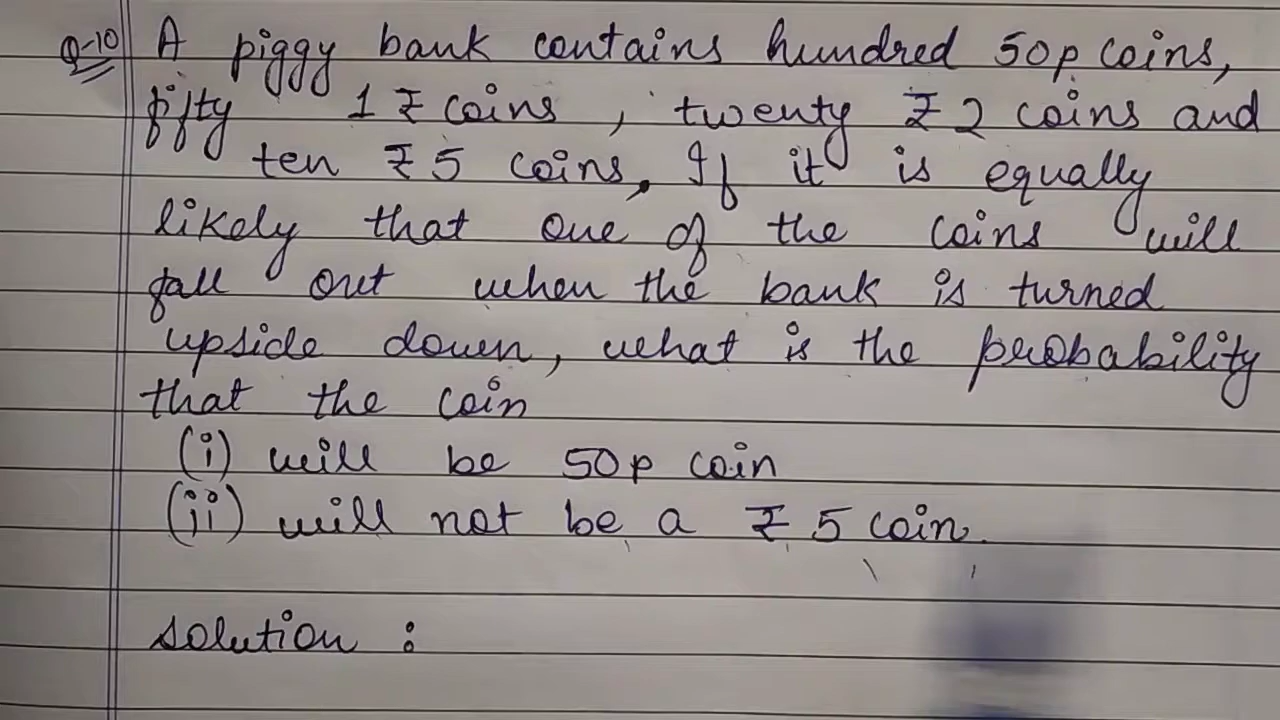 Q-10 A piggy bank contains hundred 50p coins,
fifty 1 ₹ coins , twenty ₹ 2 coins and
ten ₹ 5 coins. If it is equally
likely that one of the coins will
fall out when the bank is turned
upside down, what is the probability
that the coin
(i) will be 50p coin
(ii) will not be a ₹ 5 coin.
solution :